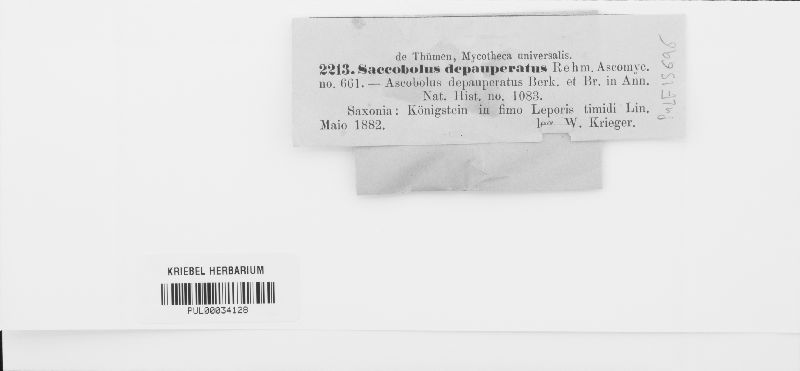 de Thümen, Mycotheca universalis.
2213. Saccobolus depauperatus Rehm. Ascomyc.
no. 661. — Ascobolus depauperatus Berk. et Br. in Ann.
Nat. Hist. no. 1083.
Saxonia: Königstein in fimo Leporis timidi Lin.
Maio 1882. leg. W. Krieger.
KRIEBEL HERBARIUM
PUL00034128